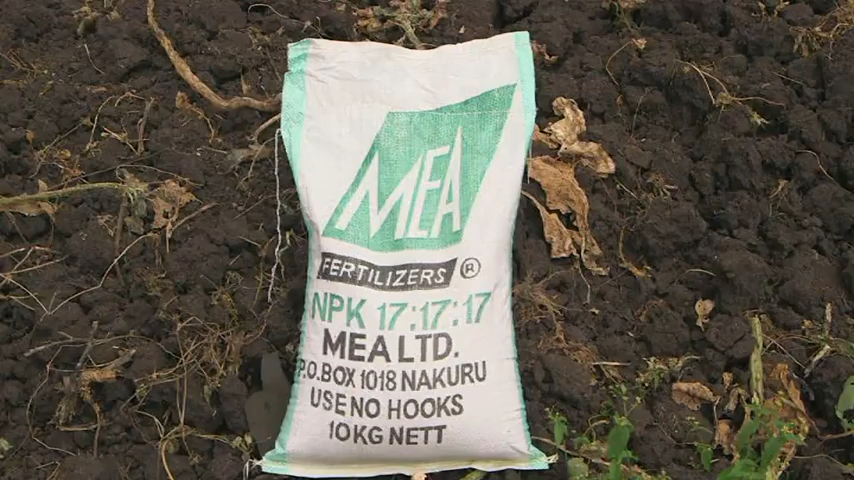 MEA
FERTILIZERS ®
NPK 17:17:17
MEA LTD.
P.O.BOX 1018 NAKURU
USE NO HOOKS
10KG NETT